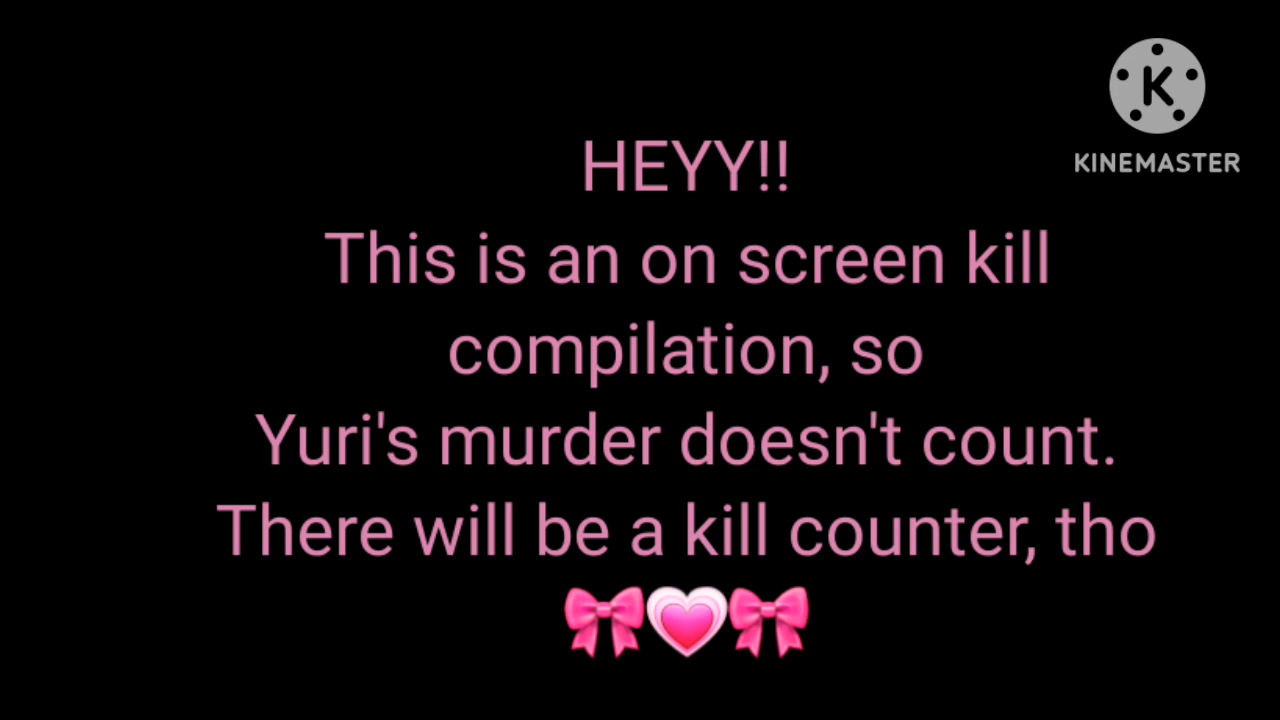 HEYY!!
This is an on screen kill
compilation, so
Yuri's murder doesn't count.
There will be a kill counter, tho
🎀💗🎀
K
KINEMASTER